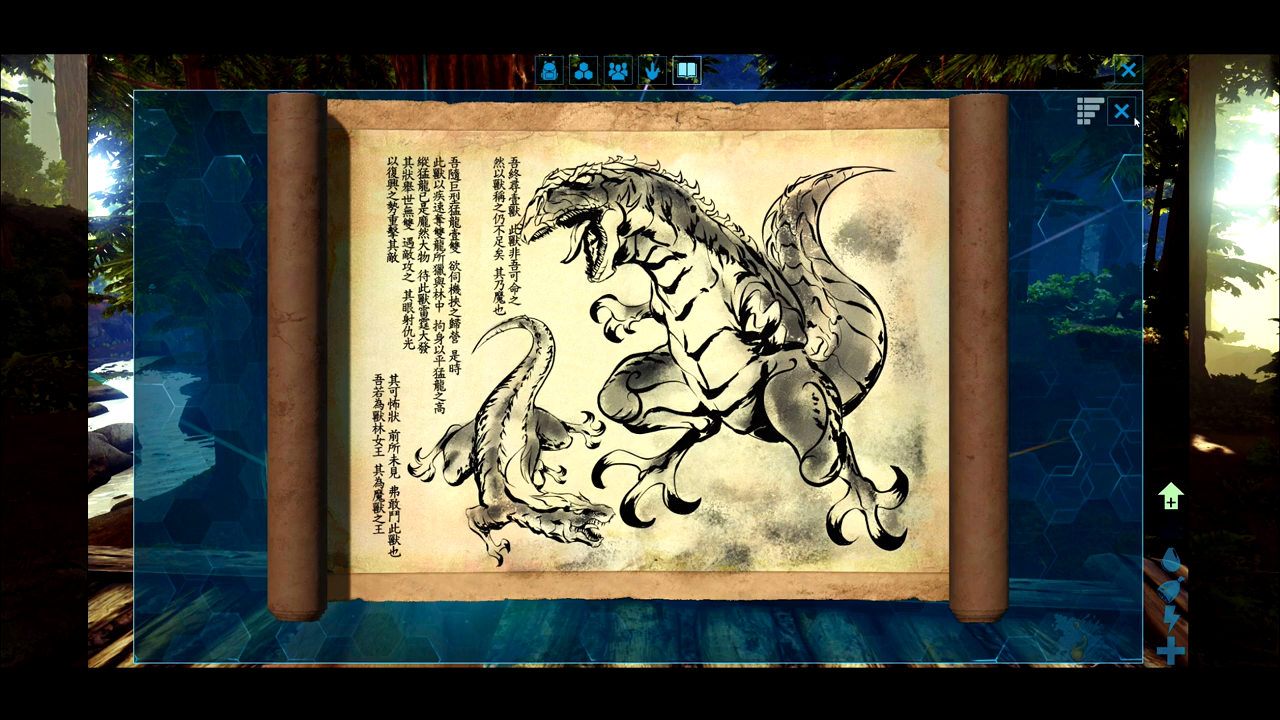 吾終尋畫獸 此獸非吾可命之
然以獸稱之仍不足矣 其乃魔也
吾隨巨型猛龍壹雙 欲伺機挾之歸營 是時
此獸以疾速奪雙龍所獵與林中 拘身以平猛龍之高
縱猛龍已是龐然大物 待此獸雷霆大發
其狀舉世無雙 遇敵攻之 其眼射仇光
以復興之勢重擊其敵
其可怖狀 前所未見 弗敢鬥此獸也
吾若為獸林女王 其為魔獸之王